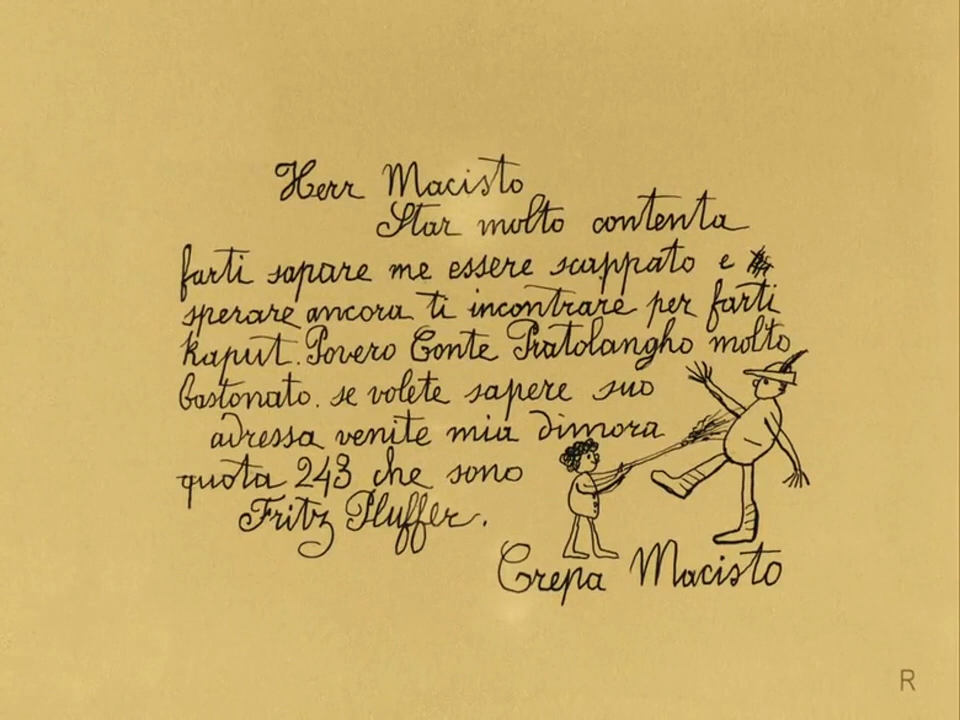 Herr Macisto
Star molto contenta
farti sapare me essere scappato e
sperare ancora ti incontrare per farti
kaput. Povero Conte Pratolangho molto
bastonato. se volete sapere suo
adressa venite mia dimora
quota 243 che sono
Fritz Pluffer.
Crepa Macisto
R